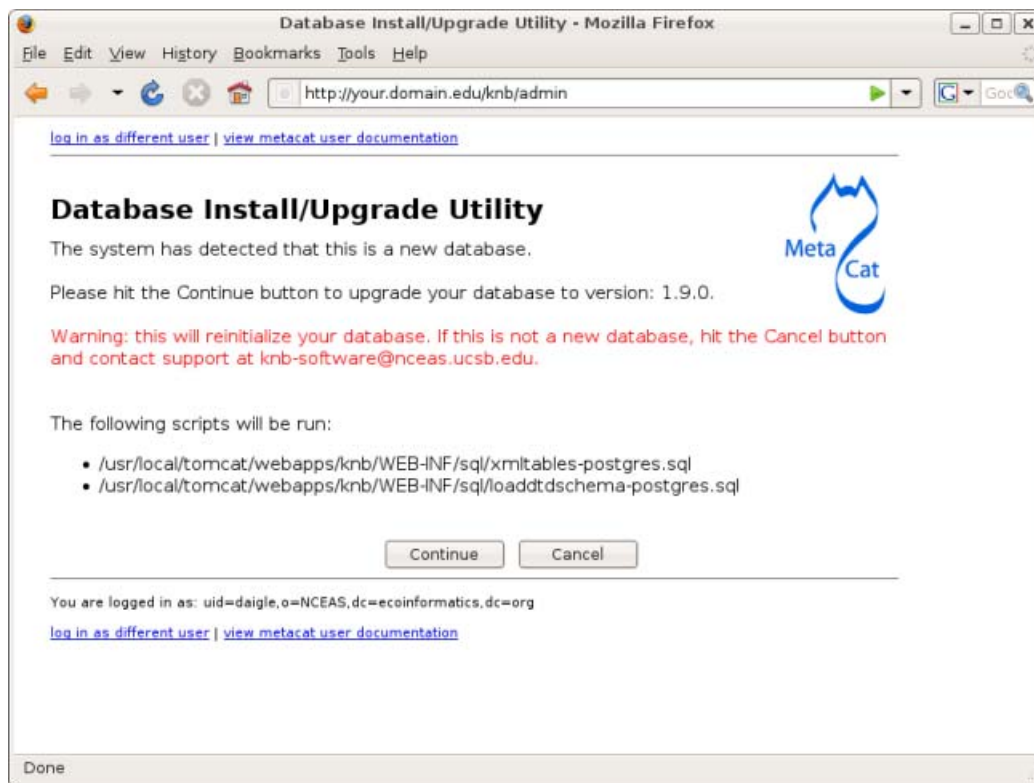 Database Install/Upgrade Utility - Mozilla Firefox
File Edit View History Bookmarks Tools Help
http://your.domain.edu/knb/admin
G Goo
log in as different user | view metacat user documentation
Database Install/Upgrade Utility
Meta
Cat
The system has detected that this is a new database.
Please hit the Continue button to upgrade your database to version: 1.9.0.
Warning: this will reinitialize your database. If this is not a new database, hit the Cancel button
and contact support at knb-software@nceas.ucsb.edu.
The following scripts will be run:
• /usr/local/tomcat/webapps/knb/WEB-INF/sql/xmltables-postgres.sql
• /usr/local/tomcat/webapps/knb/WEB-INF/sql/loaddtdschema-postgres.sql
Continue Cancel
You are logged in as: uid=daigle,o=NCEAS,dc=ecoinformatics,dc=org
log in as different user | view metacat user documentation
Done